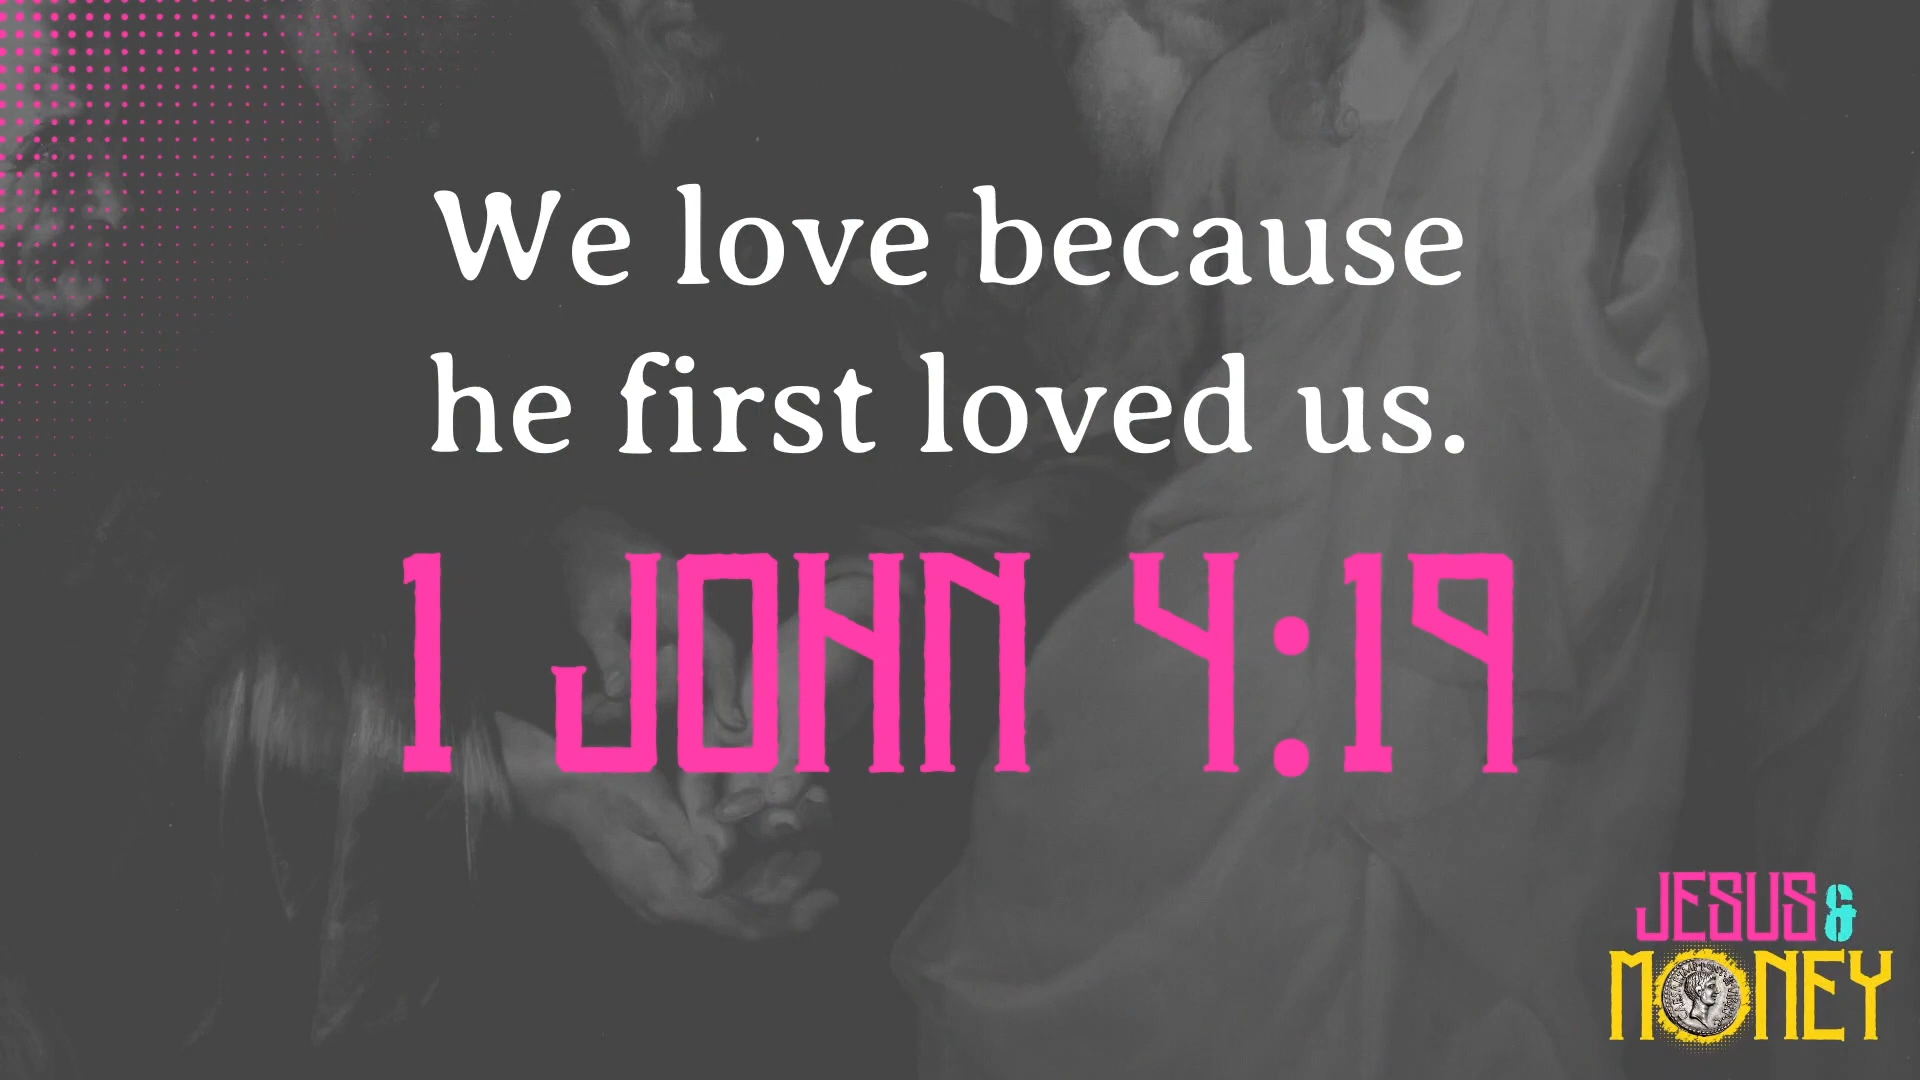 We love because
he first loved us.
1 JOHN 4:19
JESUS &
MONEY